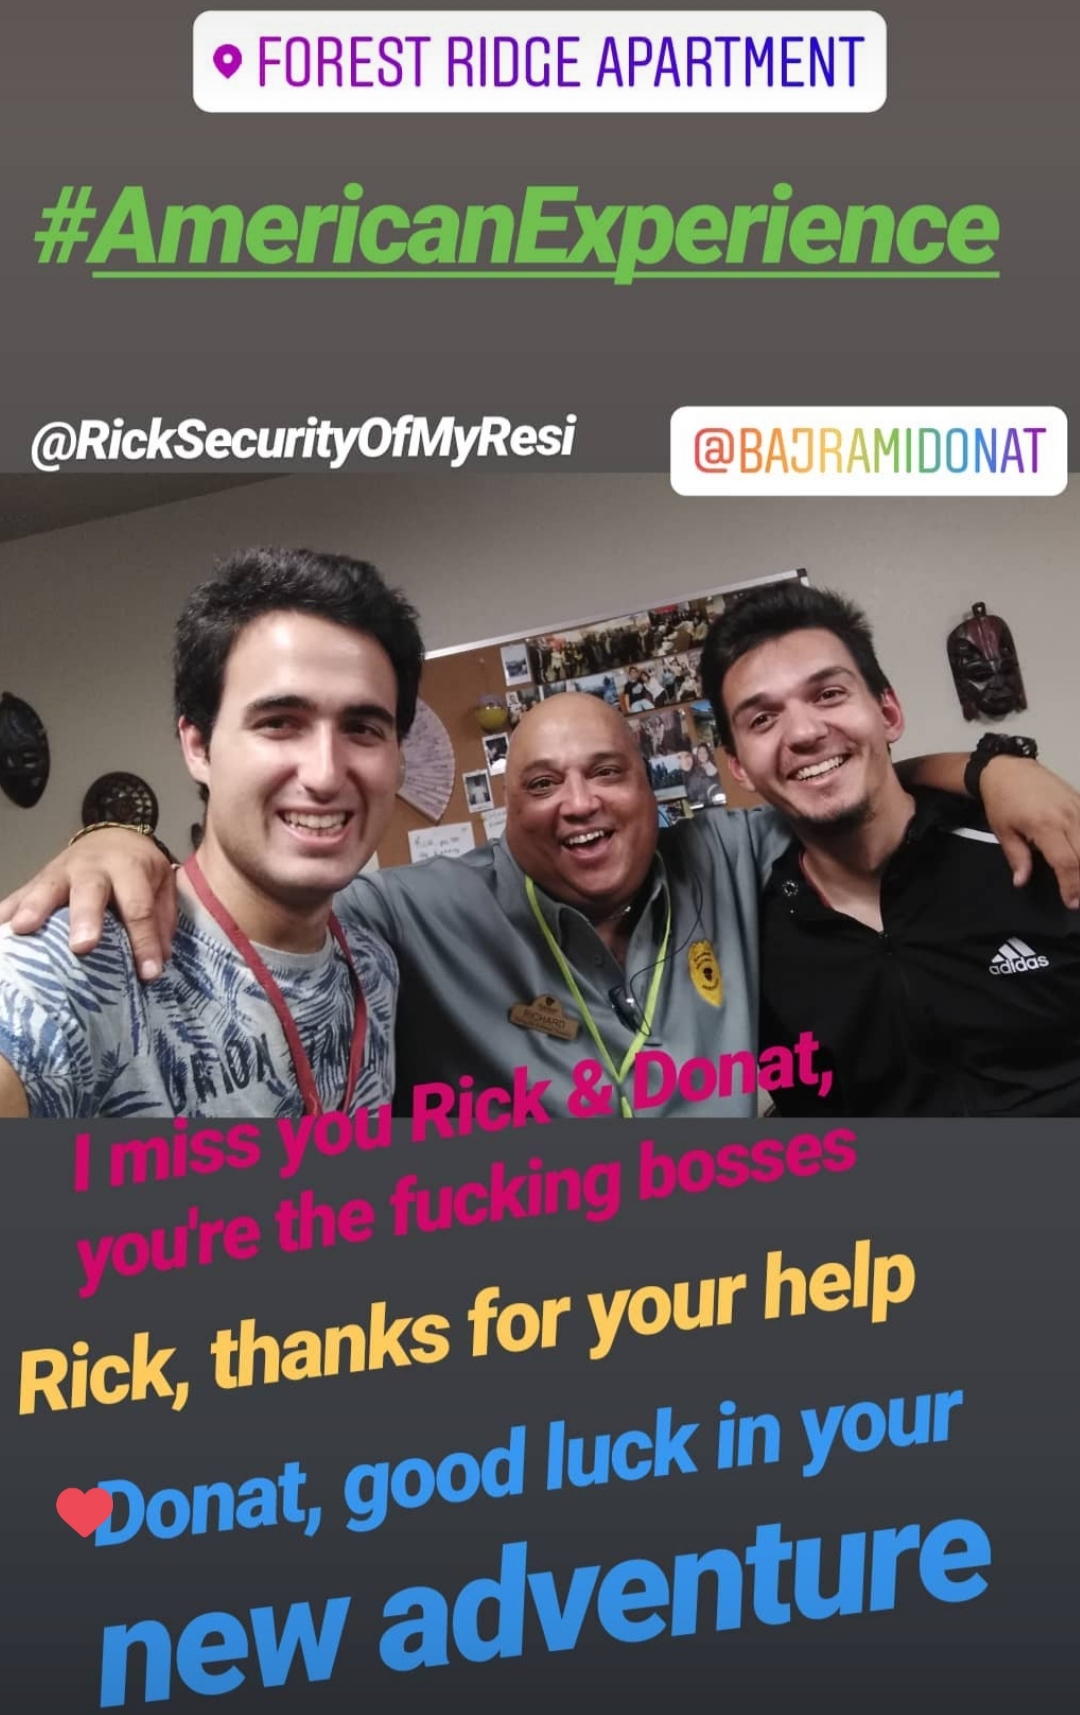 FOREST RIDGE APARTMENT
#AmericanExperience
@RickSecurityOfMyResi
@BAJRAMIDONAT
adidas
RICHARD
I miss you Rick & Donat,
you're the fucking bosses
Rick, thanks for your help
Donat, good luck in your
new adventure